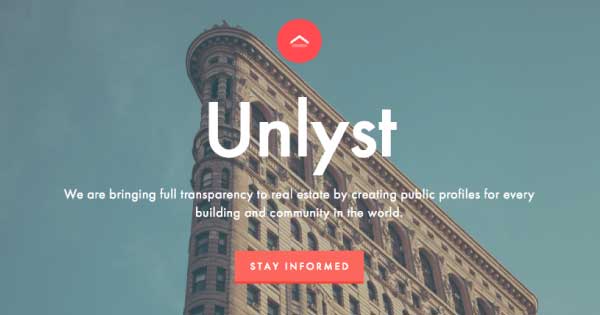 Unlyst
We are bringing full transparency to real estate by creating public profiles for every
building and community in the world.
STAY INFORMED